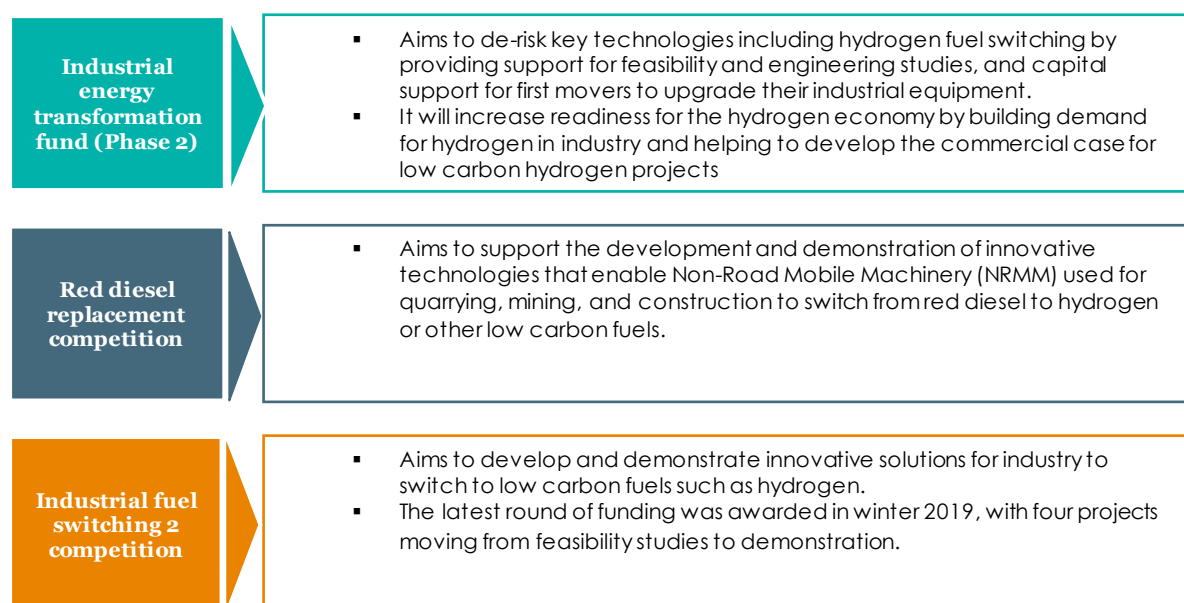 Industrial
energy
transformation
fund (Phase 2)
▪ Aims to de-risk key technologies including hydrogen fuel switching by
providing support for feasibility and engineering studies, and capital
support for first movers to upgrade their industrial equipment.
▪ It will increase readiness for the hydrogen economy by building demand
for hydrogen in industry and helping to develop the commercial case for
low carbon hydrogen projects
Red diesel
replacement
competition
▪ Aims to support the development and demonstration of innovative
technologies that enable Non-Road Mobile Machinery (NRMM) used for
quarrying, mining, and construction to switch from red diesel to hydrogen
or other low carbon fuels.
Industrial fuel
switching 2
competition
▪ Aims to develop and demonstrate innovative solutions for industry to
switch to low carbon fuels such as hydrogen.
▪ The latest round of funding was awarded in winter 2019, with four projects
moving from feasibility studies to demonstration.